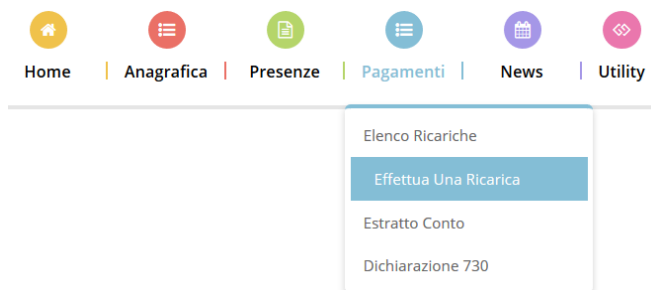 Home Anagrafica Presenze Pagamenti News Utility
Elenco Ricariche
Effettua Una Ricarica
Estratto Conto
Dichiarazione 730